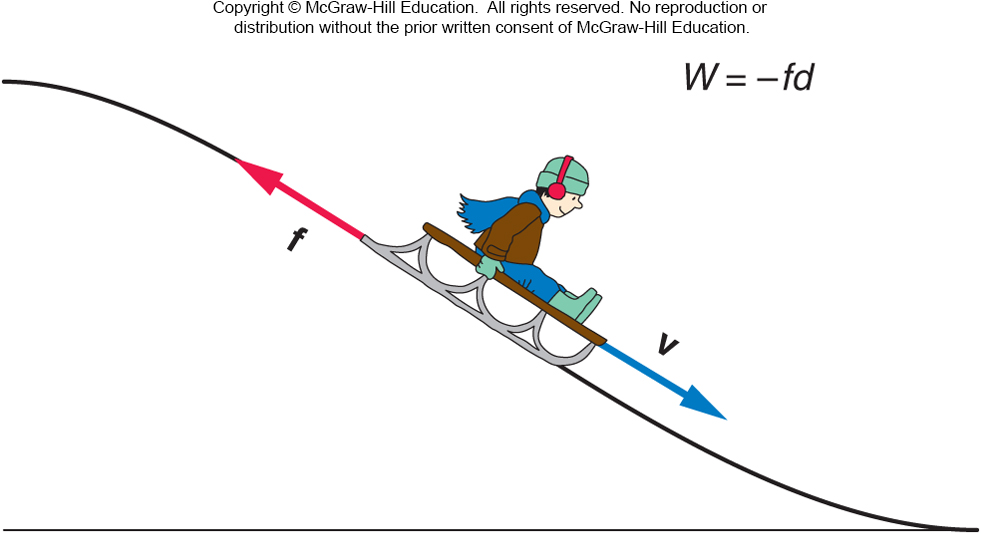 Copyright © McGraw-Hill Education.  All rights reserved. No reproduction or
distribution without the prior written consent of McGraw-Hill Education.
W = −fd
f
v